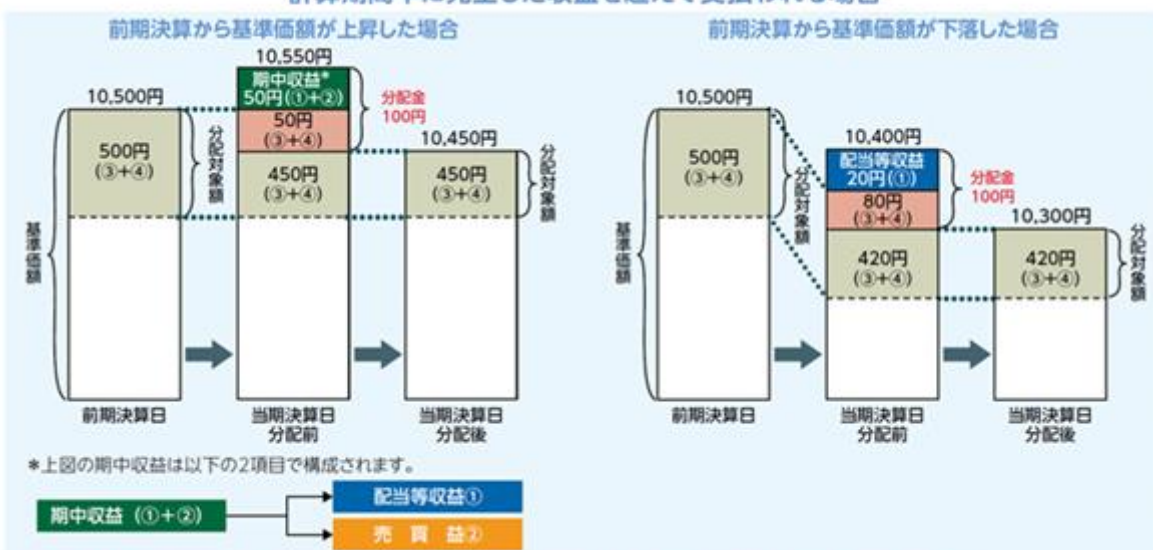 前期決算から基準価額が上昇した場合
10,500円
500円
(③+④)
分配対象額
基準価額
前期決算日
10,550円
期中収益*
50円(①+②)
50円
(③+④)
450円
(③+④)
分配金
100円
当期決算日
分配前
10,450円
450円
(③+④)
分配対象額
当期決算日
分配後
前期決算から基準価額が下落した場合
10,500円
500円
(③+④)
分配対象額
基準価額
前期決算日
10,400円
配当等収益
20円(①)
80円
(③+④)
420円
(③+④)
分配金
100円
当期決算日
分配前
10,300円
420円
(③+④)
分配対象額
当期決算日
分配後
*上図の期中収益は以下の2項目で構成されます。
期中収益 (①+②)
配当等収益①
売買益②